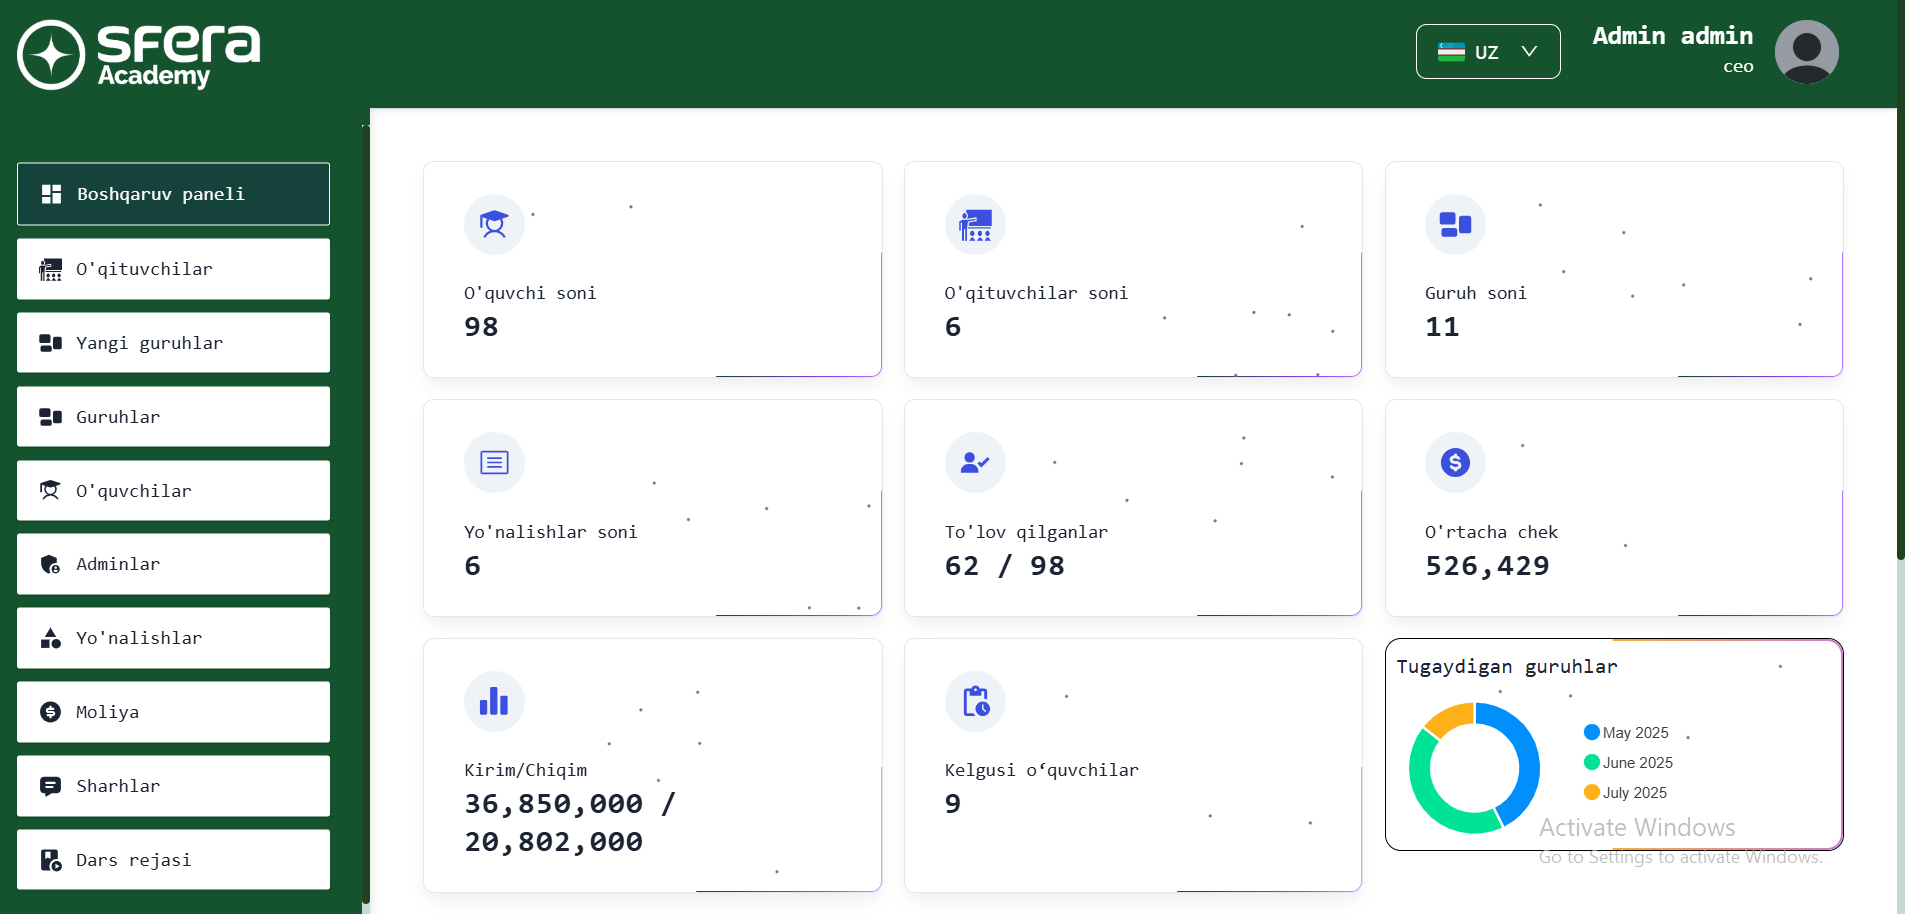 sfera
Academy
UZ
Admin admin
ceo
Boshqaruv paneli
O'qituvchilar
Yangi guruhlar
Guruhlar
O'quvchilar
Adminlar
Yo'nalishlar
Moliya
Sharhlar
Dars rejasi
O'quvchi soni
98
O'qituvchilar soni
6
Guruh soni
11
Yo'nalishlar soni
6
To'lov qilganlar
62 / 98
O'rtacha chek
526,429
Kirim/Chiqim
36,850,000 /
20,802,000
Kelgusi o‘quvchilar
9
Tugaydigan guruhlar
May 2025
June 2025
July 2025
Activate Windows
Go to Settings to activate Windows.